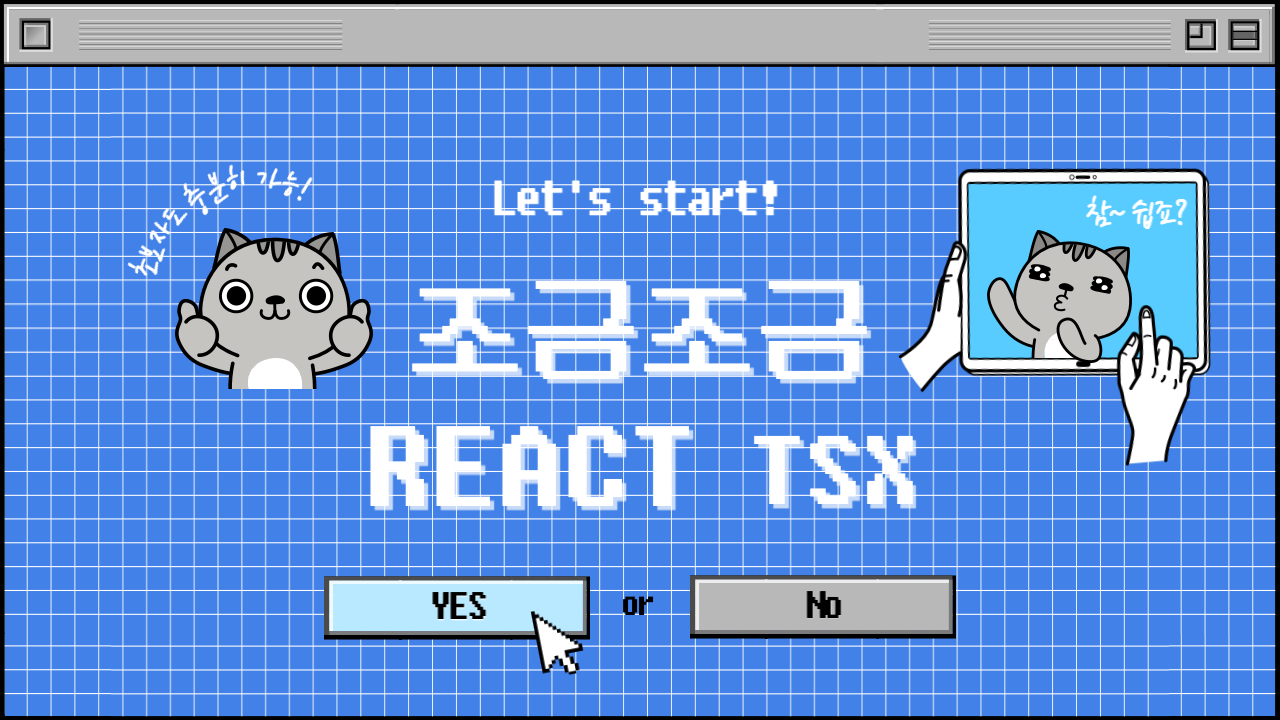 Let's start!
초보자도 충분히 가능!
참~ 쉽죠?
조금조금
REACT TSX
YES or No